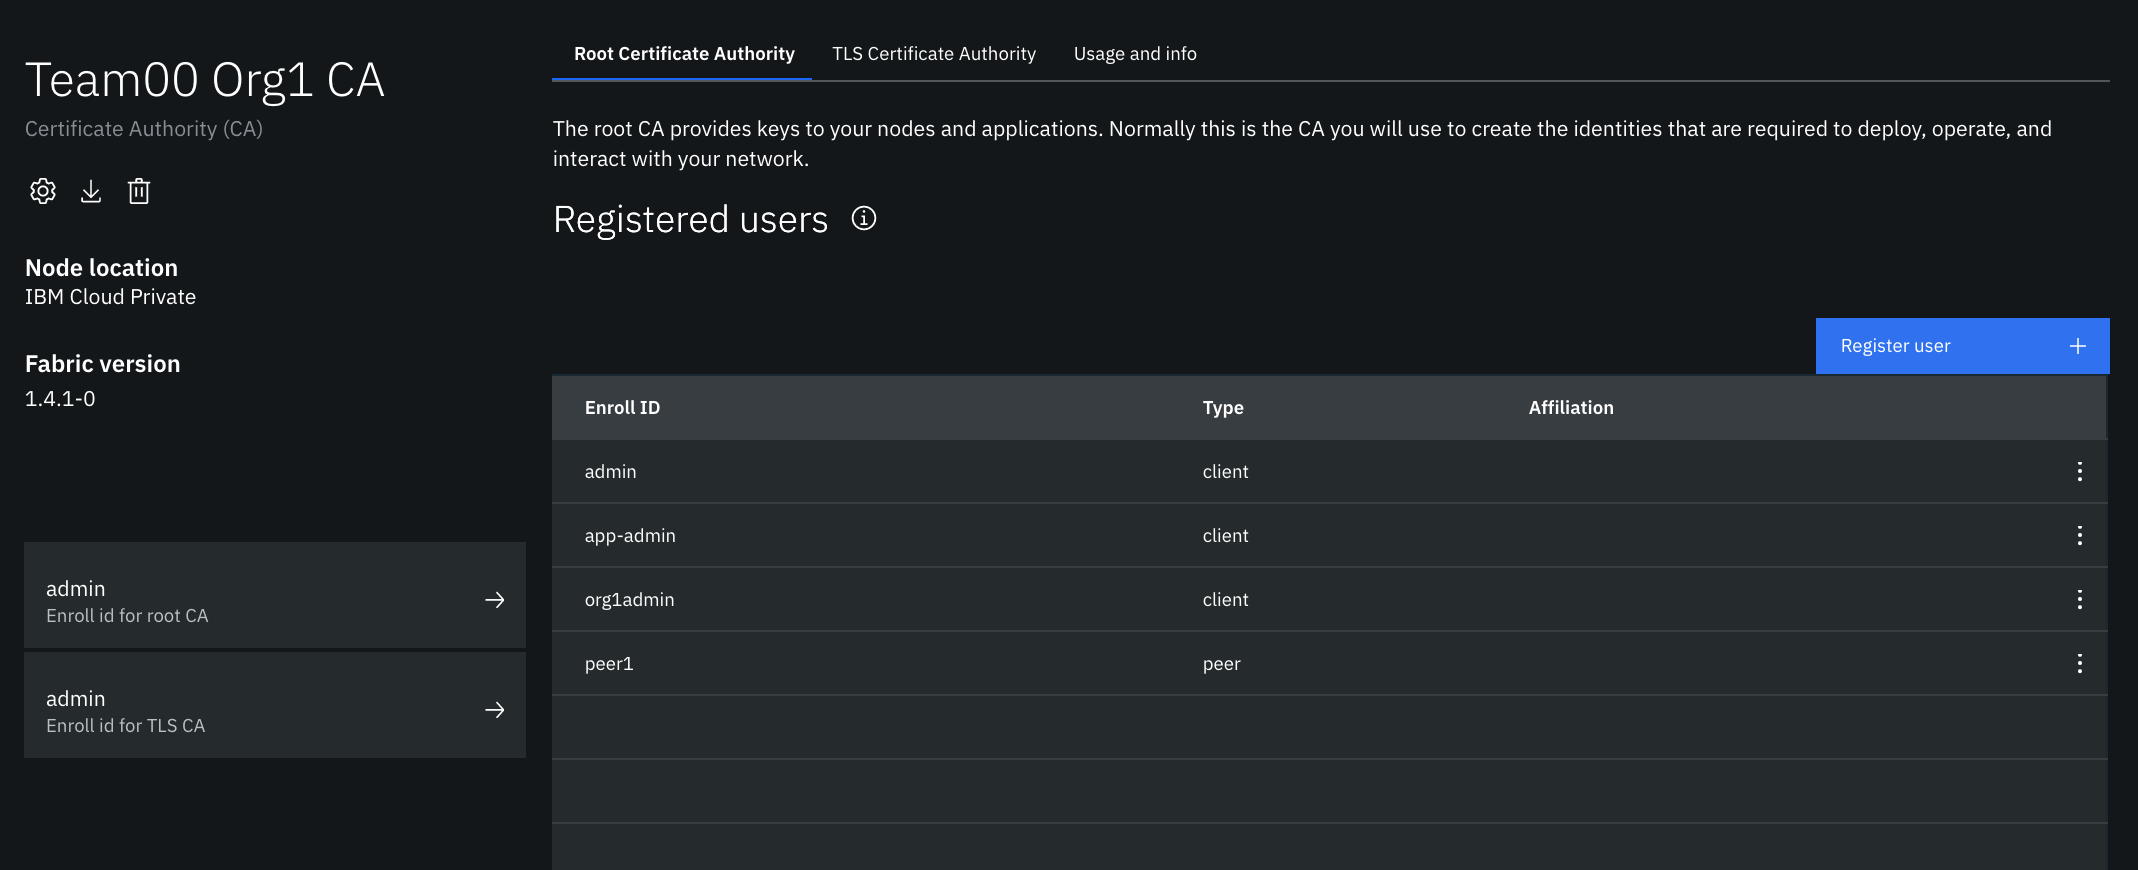 Team00 Org1 CA
Certificate Authority (CA)
Node location
IBM Cloud Private
Fabric version
1.4.1-0
admin
Enroll id for root CA
admin
Enroll id for TLS CA
Root Certificate Authority TLS Certificate Authority Usage and info
The root CA provides keys to your nodes and applications. Normally this is the CA you will use to create the identities that are required to deploy, operate, and
interact with your network.
Registered users
Register user
Enroll ID Type Affiliation
admin client
app-admin client
org1admin client
peer1 peer